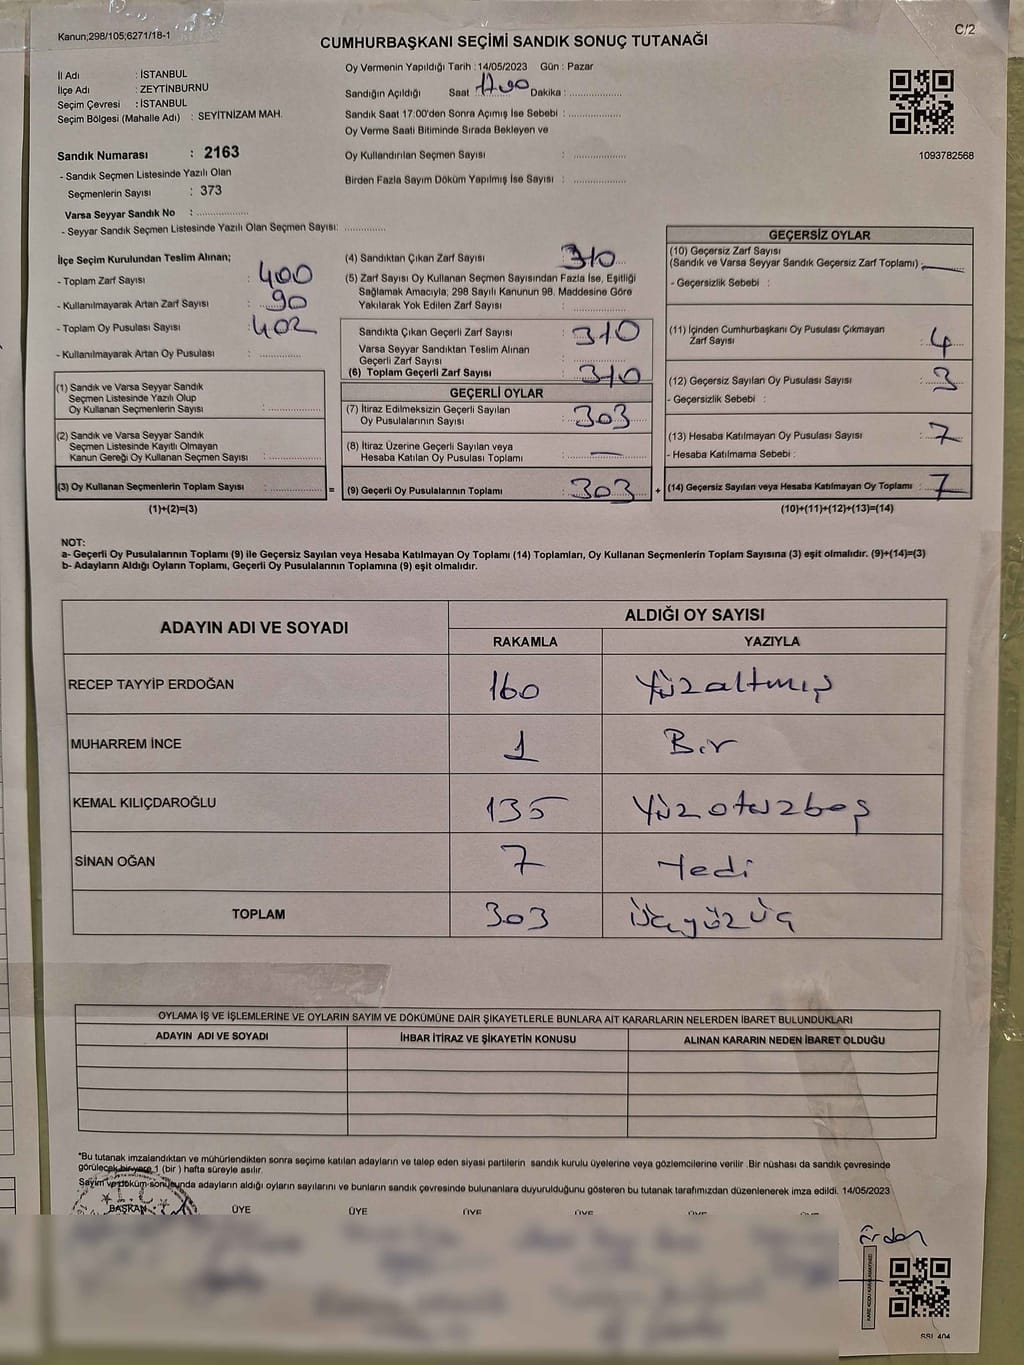 Kanun;298/105;6271/18-1
C/2
CUMHURBAŞKANI SEÇİMİ SANDIK SONUÇ TUTANAĞI
İl Adı : İSTANBUL
İlçe Adı : ZEYTİNBURNU
Seçim Çevresi : İSTANBUL
Seçim Bölgesi (Mahalle Adı) : SEYİTNİZAM MAH.
Sandık Numarası : 2163
- Sandık Seçmen Listesinde Yazılı Olan
Seçmenlerin Sayısı : 373
Varsa Seyyar Sandık No : ..................
- Seyyar Sandık Seçmen Listesinde Yazılı Olan Seçmen Sayısı: ..............
Oy Vermenin Yapıldığı Tarih :14/05/2023 Gün : Pazar
Sandığın Açıldığı Saat 17.00 Dakika : ..................
Sandık Saat 17:00'den Sonra Açımış İse Sebebi : ..................
Oy Verme Saati Bitiminde Sırada Bekleyen ve
Oy Kullandırılan Seçmen Sayısı : ..................
Birden Fazla Sayım Döküm Yapılmış İse Sayısı : ..................
1093782568
İlçe Seçim Kurulundan Teslim Alınan;
- Toplam Zarf Sayısı : 400
- Kullanılmayarak Artan Zarf Sayısı : 90
- Toplam Oy Pusulası Sayısı : 402
- Kullanılmayarak Artan Oy Pusulası : ..............
(1) Sandık ve Varsa Seyyar Sandık
Seçmen Listesinde Yazılı Olup
Oy Kullanan Seçmenlerin Sayısı : ..................
(2) Sandık ve Varsa Seyyar Sandık
Seçmen Listesinde Kayıtlı Olmayan
Kanun Gereği Oy Kullanan Seçmen Sayısı : ..................
(3) Oy Kullanan Seçmenlerin Toplam Sayısı : .................. =
(1)+(2)=(3)
(4) Sandıktan Çıkan Zarf Sayısı : 310
(5) Zarf Sayısı Oy Kullanan Seçmen Sayısından Fazla İse, Eşitliği
Sağlamak Amacıyla; 298 Sayılı Kanunun 98. Maddesine Göre
Yakılarak Yok Edilen Zarf Sayısı : ..................
Sandıkta Çıkan Geçerli Zarf Sayısı : 310
Varsa Seyyar Sandıktan Teslim Alınan
Geçerli Zarf Sayısı : ..................
(6) Toplam Geçerli Zarf Sayısı : 310
GEÇERLİ OYLAR
(7) İtiraz Edilmeksizin Geçerli Sayılan
Oy Pusulalarının Sayısı : 303
(8) İtiraz Üzerine Geçerli Sayılan veya
Hesaba Katılan Oy Pusulası Toplamı : —
(9) Geçerli Oy Pusulalarının Toplamı : 303 +
GEÇERSİZ OYLAR
(10) Geçersiz Zarf Sayısı
(Sandık ve Varsa Seyyar Sandık Geçersiz Zarf Toplamı) : —
- Geçersizlik Sebebi :
(11) İçinden Cumhurbaşkanı Oy Pusulası Çıkmayan
Zarf Sayısı : 4
(12) Geçersiz Sayılan Oy Pusulası Sayısı : 3
- Geçersizlik Sebebi :
(13) Hesaba Katılmayan Oy Pusulası Sayısı : 7
- Hesaba Katılmama Sebebi :
(14) Geçersiz Sayılan veya Hesaba Katılmayan Oy Toplamı : 7
(10)+(11)+(12)+(13)=(14)
NOT:
a- Geçerli Oy Pusulalarının Toplamı (9) ile Geçersiz Sayılan veya Hesaba Katılmayan Oy Toplamı (14) Toplamları, Oy Kullanan Seçmenlerin Toplam Sayısına (3) eşit olmalıdır. (9)+(14)=(3)
b- Adayların Aldığı Oyların Toplamı, Geçerli Oy Pusulalarının Toplamına (9) eşit olmalıdır.
ADAYIN ADI VE SOYADI
ALDIĞI OY SAYISI
RAKAMLA YAZIYLA
RECEP TAYYİP ERDOĞAN 160 Yüzaltmış
MUHARREM İNCE 1 Bir
KEMAL KILIÇDAROĞLU 135 Yüzotuzbeş
SİNAN OĞAN 7 Yedi
TOPLAM 303 Üçyüzüç
OYLAMA İŞ VE İŞLEMLERİNE VE OYLARIN SAYIM VE DÖKÜMÜNE DAİR ŞİKAYETLERLE BUNLARA AİT KARARLARIN NELERDEN İBARET BULUNDUKLARI
ADAYIN ADI VE SOYADI İHBAR İTİRAZ VE ŞİKAYETİN KONUSU ALINAN KARARIN NEDEN İBARET OLDUĞU
*Bu tutanak imzalandıktan ve mühürlendikten sonra seçime katılan adayların ve talep eden siyasi partilerin sandık kurulu üyelerine veya gözlemcilerine verilir .Bir nüshası da sandık çevresinde
görülecek bir yere 1 (bir ) hafta süreyle asılır.
Sayım ve döküm sonucunda adayların aldığı oyların sayılarını ve bunların sandık çevresinde bulunanlara duyurulduğunu gösteren bu tutanak tarafımızdan düzenlenerek imza edildi. 14/05/2023
BAŞKAN ÜYE ÜYE ÜYE ÜYE ÜYE ÜYE
T.C.